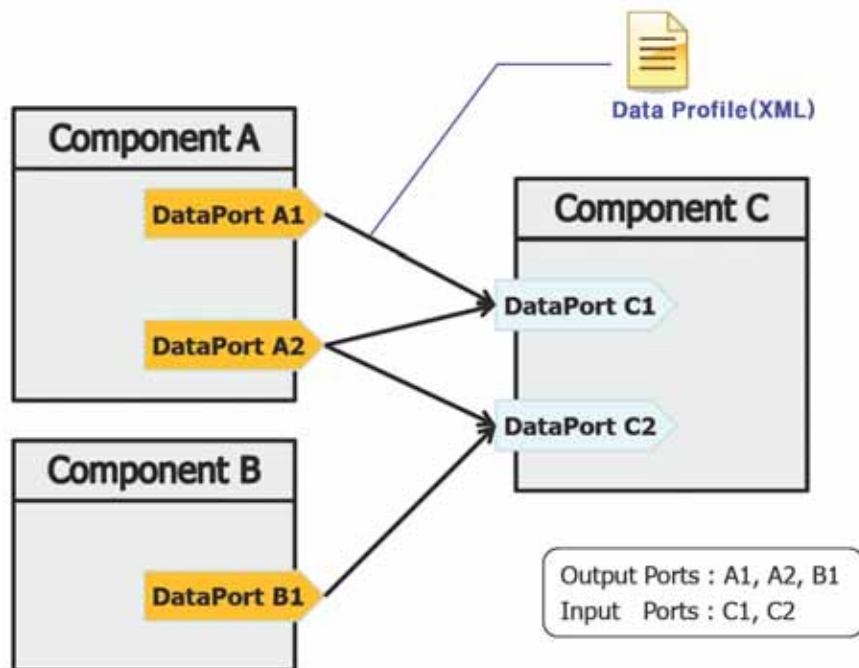 Data Profile(XML)
Component A
DataPort A1
DataPort A2
Component C
DataPort C1
DataPort C2
Component B
DataPort B1
Output Ports : A1, A2, B1
Input Ports : C1, C2